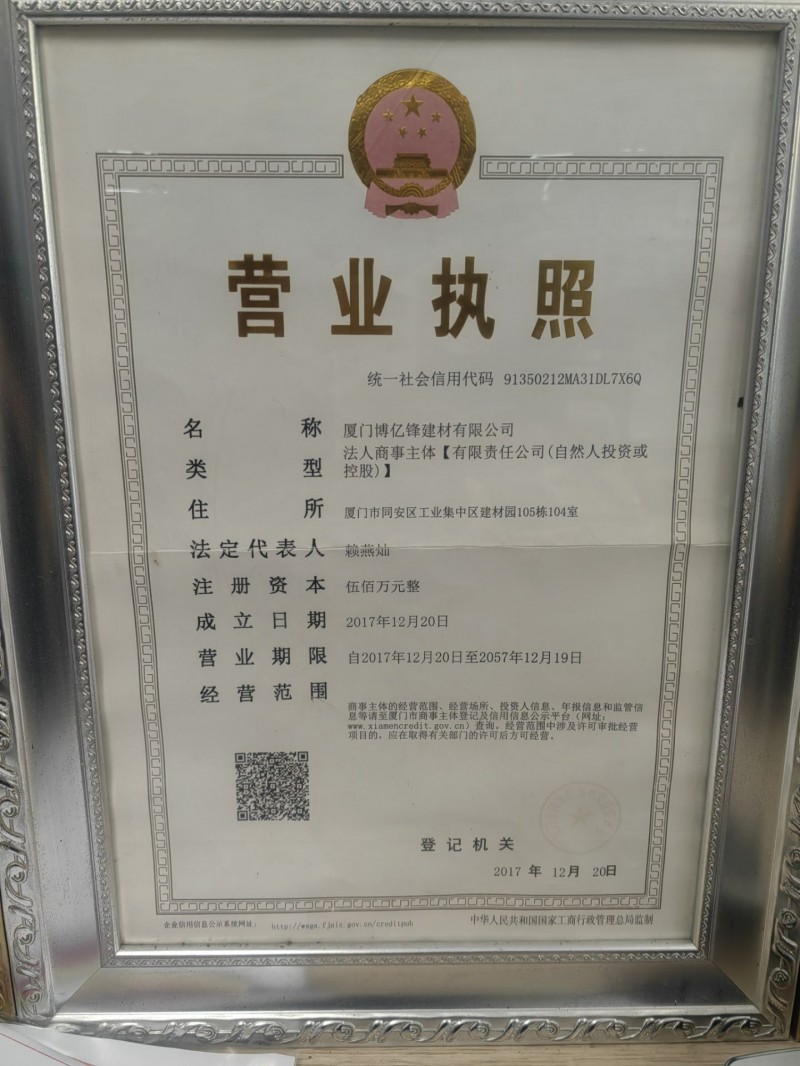 营业执照
统一社会信用代码 91350212MA31DL7X6Q
名称 厦门博亿锋建材有限公司
类型 法人商事主体【有限责任公司(自然人投资或
控股)】
住所 厦门市同安区工业集中区建材园105栋104室
法定代表人 赖燕灿
注册资本 伍佰万元整
成立日期 2017年12月20日
营业期限 自2017年12月20日至2057年12月19日
经营范围
商事主体的经营范围、经营场所、投资人信息、年报信息和监管信
息等请至厦门市商事主体登记及信用信息公示平台（网址：
www.xiamencredit.gov.cn）查询。经营范围中涉及许可审批经营
项目的，应在取得有关部门的许可后方可经营。
登记机关
2017 年 12月 20日
企业信用信息公示系统网址： http://wsgs.fjaic.gov.cn/creditpub
中华人民共和国国家工商行政管理总局监制